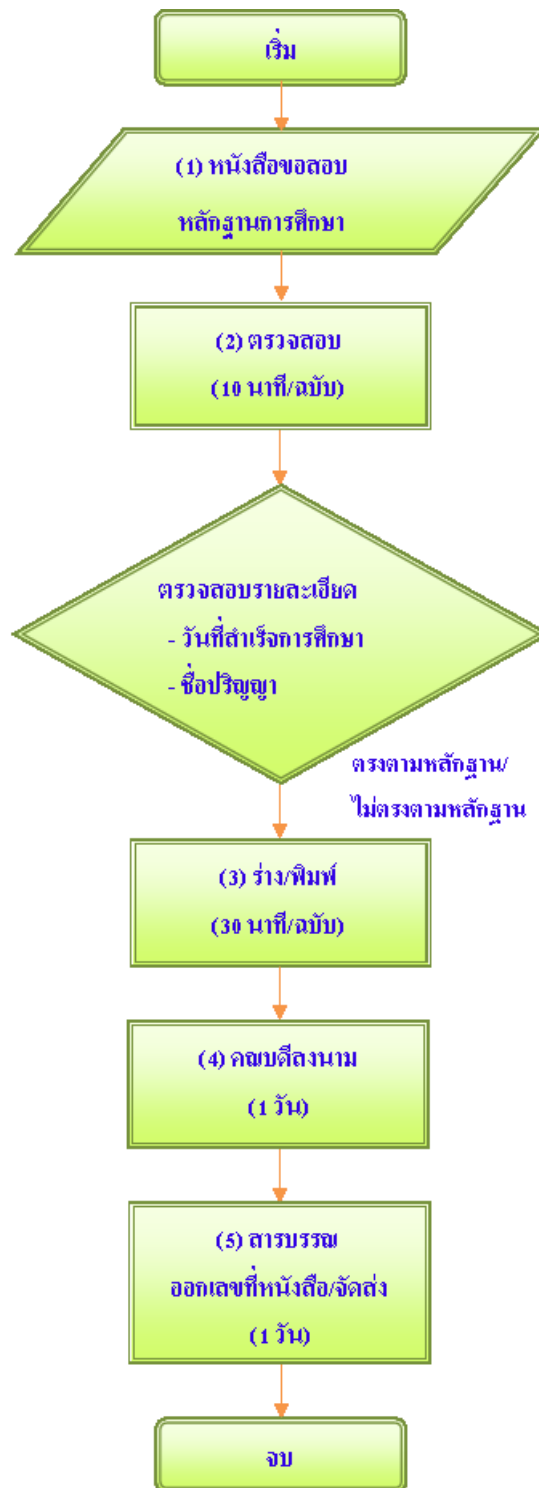 เริ่ม
(1) หนังสือขอสอบ
หลักฐานการศึกษา
(2) ตรวจสอบ
(10 นาที/ฉบับ)
ตรวจสอบรายละเอียด
- วันที่สำเร็จการศึกษา
- ชื่อปริญญา
ตรงตามหลักฐาน/
ไม่ตรงตามหลักฐาน
(3) ร่าง/พิมพ์
(30 นาที/ฉบับ)
(4) คณบดีลงนาม
(1 วัน)
(5) สารบรรณ
ออกเลขที่หนังสือ/จัดส่ง
(1 วัน)
จบ